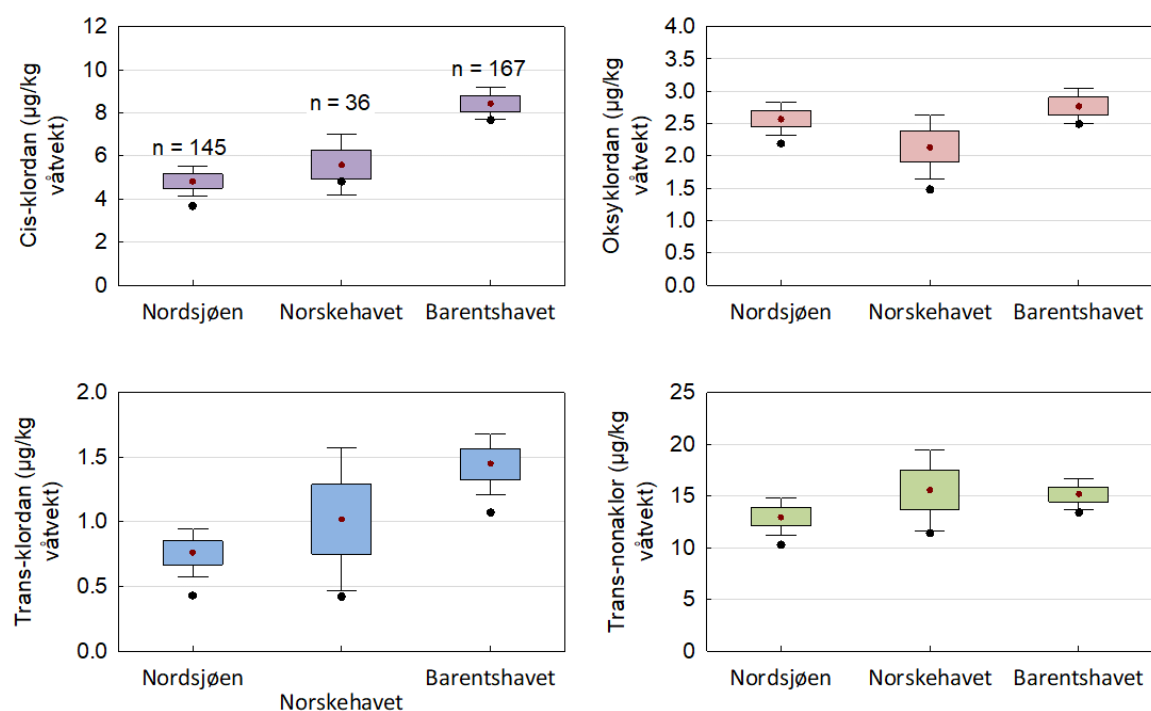 Cis-klordan (µg/kg
våtvekt)
12
10
8
6
4
2
0
n = 145
n = 36
n = 167
Nordsjøen
Norskehavet
Barentshavet
Oksyklordan (µg/kg
våtvekt)
4.0
3.5
3.0
2.5
2.0
1.5
1.0
0.5
0.0
Nordsjøen
Norskehavet
Barentshavet
Trans-klordan (µg/kg
våtvekt)
2.0
1.5
1.0
0.5
0.0
Nordsjøen
Norskehavet
Barentshavet
Trans-nonaklor (µg/kg
våtvekt)
25
20
15
10
5
0
Nordsjøen
Norskehavet
Barentshavet